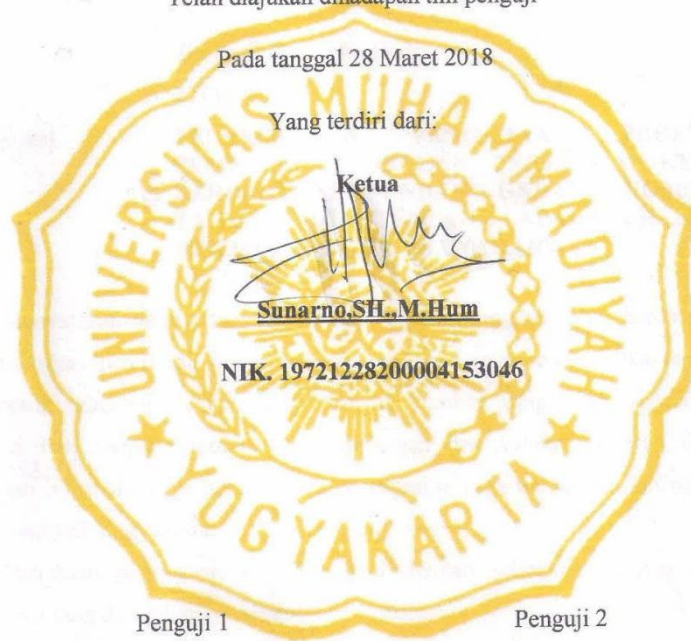 Telah diajukan dihadapan tim penguji
Pada tanggal 28 Maret 2018
Yang terdiri dari:
Ketua
Sunarno,SH.,M.Hum
NIK. 19721228200004153046
UNIVERSITAS MUHAMMADIYAH
★ YOGYAKARTA ★
Penguji 1 Penguji 2